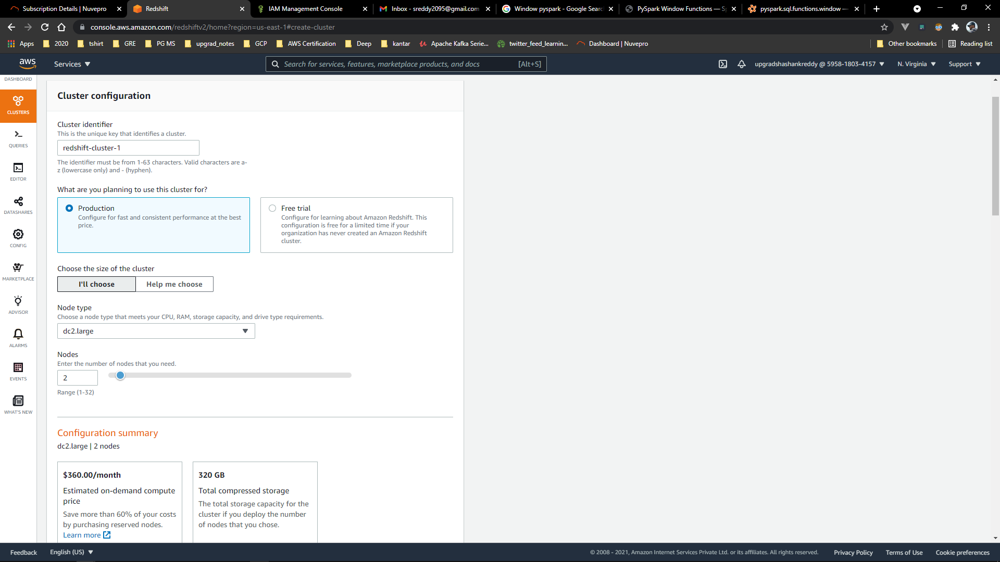 Subscription Details | Nuvepro
Redshift
IAM Management Console
Inbox - sreddy2095@gmail.com
Window pyspark - Google Searc
PySpark Window Functions — Sp
pyspark.sql.functions.window —
console.aws.amazon.com/redshiftv2/home?region=us-east-1#create-cluster
Apps
2020
tshirt
GRE
PG MS
upgrad_notes
GCP
AWS Certification
Deep
kantar
Apache Kafka Serie...
twitter_feed_learnin...
Dashboard | Nuvepro
Other bookmarks
Reading list
aws
Services
Search for services, features, marketplace products, and docs
[Alt+S]
upgradshashankreddy @ 5958-1803-4157
N. Virginia
Support
DASHBOARD
CLUSTERS
QUERIES
EDITOR
DATASHARES
CONFIG
MARKETPLACE
ADVISOR
ALARMS
EVENTS
WHAT'S NEW
Cluster configuration
Cluster identifier
This is the unique key that identifies a cluster.
redshift-cluster-1
The identifier must be from 1-63 characters. Valid characters are a-
z (lowercase only) and - (hyphen).
What are you planning to use this cluster for?
Production
Configure for fast and consistent performance at the best
price.
Free trial
Configure for learning about Amazon Redshift. This
configuration is free for a limited time if your
organization has never created an Amazon Redshift
cluster.
Choose the size of the cluster
I'll choose
Help me choose
Node type
Choose a node type that meets your CPU, RAM, storage capacity, and drive type requirements.
dc2.large
Nodes
Enter the number of nodes that you need.
2
Range (1-32)
Configuration summary
dc2.large | 2 nodes
$360.00/month
Estimated on-demand compute
price
Save more than 60% of your costs
by purchasing reserved nodes.
Learn more
320 GB
Total compressed storage
The total storage capacity for the
cluster if you deploy the number
of nodes that you chose.
Feedback
English (US)
© 2008 - 2021, Amazon Internet Services Private Ltd. or its affiliates. All rights reserved.
Privacy Policy
Terms of Use
Cookie preferences